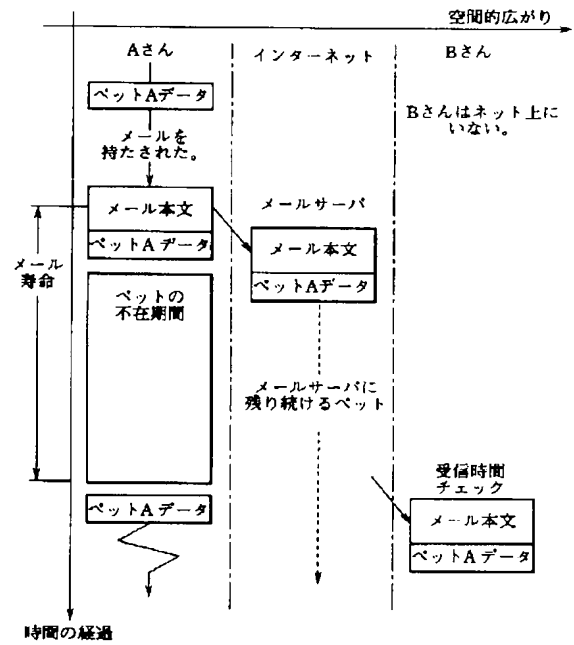 空間的広がり
Aさん
インターネット
Bさん
ペットAデータ
Bさんはネット上に
いない。
メールを
持たされた。
メール本文
ペットAデータ
メールサーバ
メール本文
ペットAデータ
メール
寿命
ペットの
不在期間
メールサーバに
残り続けるペット
受信時間
チェック
メール本文
ペットAデータ
ペットAデータ
時間の経過